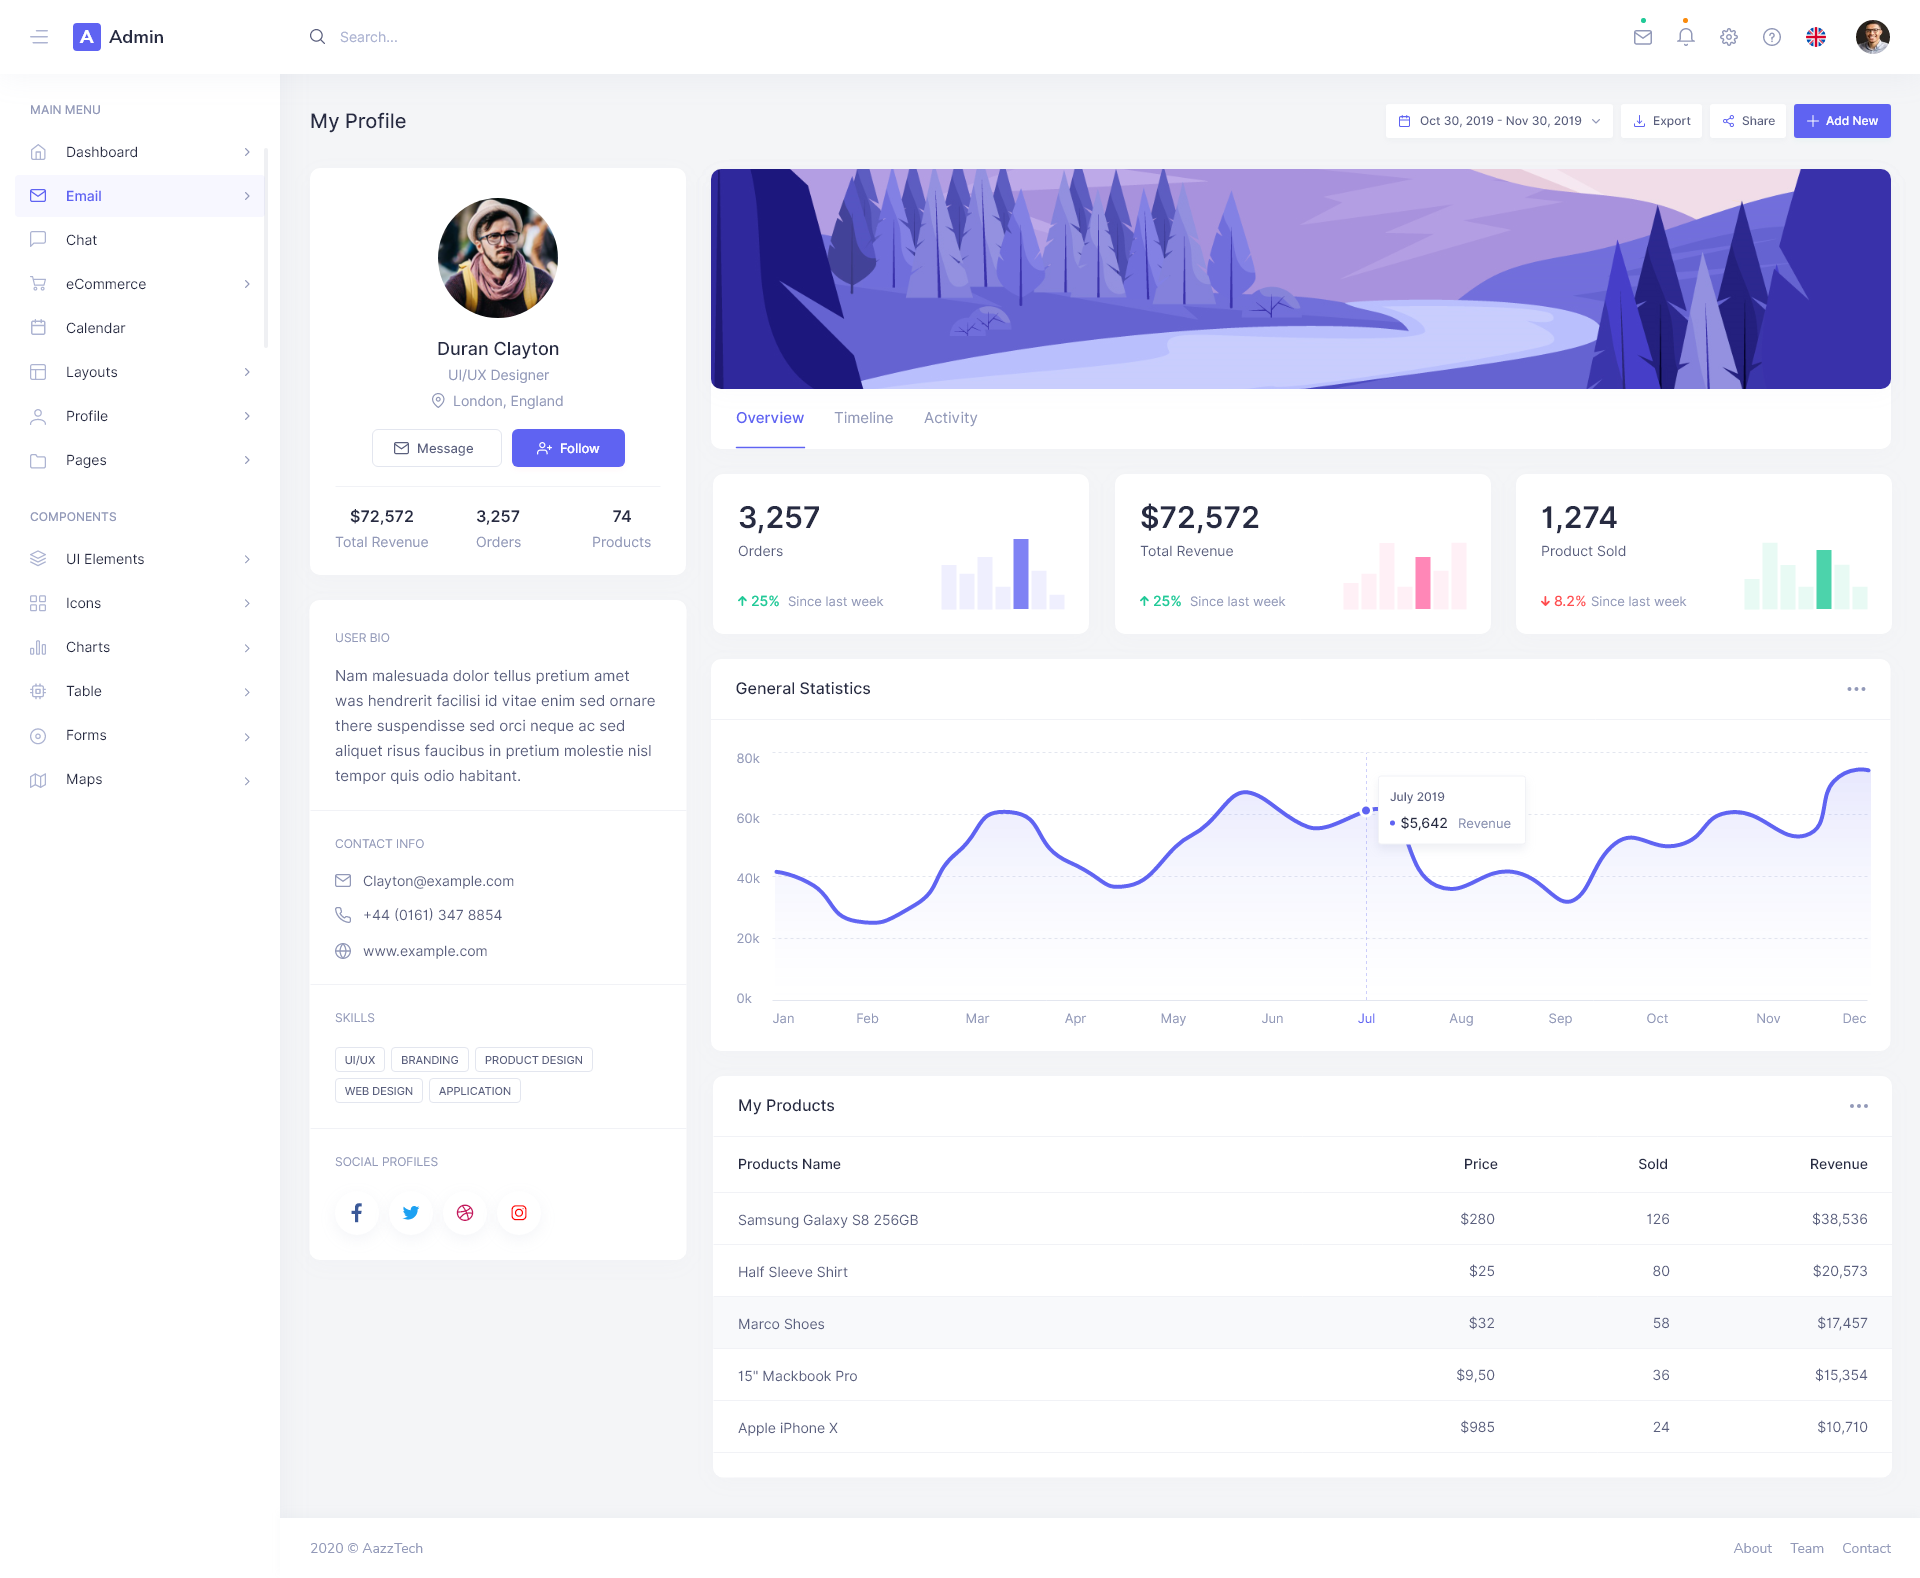 A Admin
Search...
MAIN MENU
Dashboard
Email
Chat
eCommerce
Calendar
Layouts
Profile
Pages
COMPONENTS
UI Elements
Icons
Charts
Table
Forms
Maps
My Profile
Oct 30, 2019 - Nov 30, 2019
Export
Share
Add New
Duran Clayton
UI/UX Designer
London, England
Message
Follow
$72,572 3,257 74
Total Revenue Orders Products
USER BIO
Nam malesuada dolor tellus pretium amet
was hendrerit facilisi id vitae enim sed ornare
there suspendisse sed orci neque ac sed
aliquet risus faucibus in pretium molestie nisl
tempor quis odio habitant.
CONTACT INFO
Clayton@example.com
+44 (0161) 347 8854
www.example.com
SKILLS
UI/UX BRANDING PRODUCT DESIGN
WEB DESIGN APPLICATION
SOCIAL PROFILES
Overview Timeline Activity
3,257
Orders
25% Since last week
$72,572
Total Revenue
25% Since last week
1,274
Product Sold
8.2% Since last week
General Statistics
80k
60k
40k
20k
0k
July 2019
$5,642 Revenue
Jan Feb Mar Apr May Jun Jul Aug Sep Oct Nov Dec
My Products
Products Name Price Sold Revenue
Samsung Galaxy S8 256GB $280 126 $38,536
Half Sleeve Shirt $25 80 $20,573
Marco Shoes $32 58 $17,457
15" Mackbook Pro $9,50 36 $15,354
Apple iPhone X $985 24 $10,710
2020 © AazzTech
About Team Contact